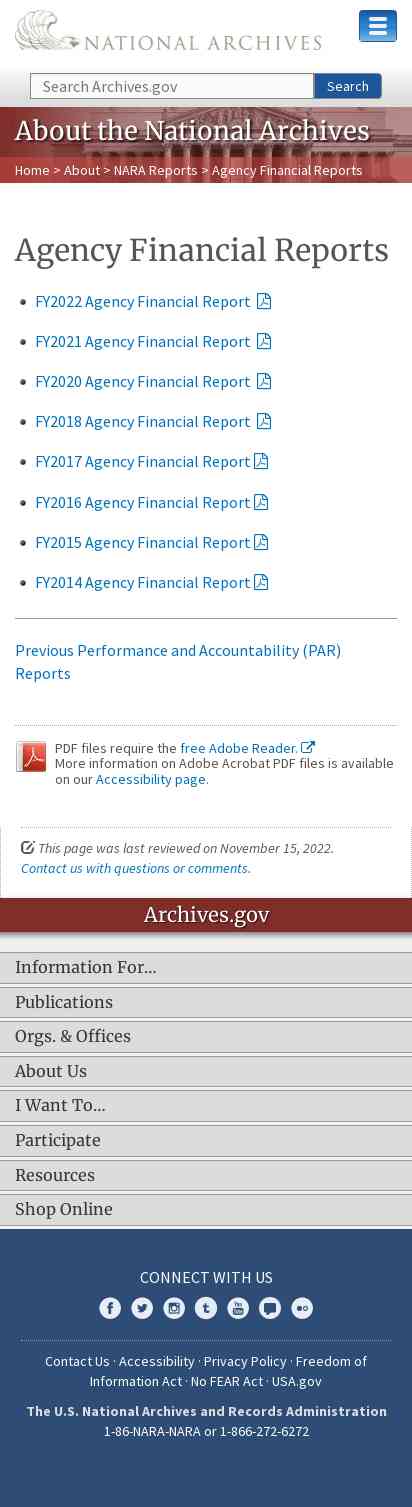 NATIONAL ARCHIVES
Search Archives.gov
Search
About the National Archives
Home > About > NARA Reports > Agency Financial Reports
Agency Financial Reports
FY2022 Agency Financial Report
FY2021 Agency Financial Report
FY2020 Agency Financial Report
FY2018 Agency Financial Report
FY2017 Agency Financial Report
FY2016 Agency Financial Report
FY2015 Agency Financial Report
FY2014 Agency Financial Report
Previous Performance and Accountability (PAR)
Reports
PDF files require the free Adobe Reader.
More information on Adobe Acrobat PDF files is available
on our Accessibility page.
This page was last reviewed on November 15, 2022.
Contact us with questions or comments.
Archives.gov
Information For…
Publications
Orgs. & Offices
About Us
I Want To…
Participate
Resources
Shop Online
CONNECT WITH US
Contact Us · Accessibility · Privacy Policy · Freedom of
Information Act · No FEAR Act · USA.gov
The U.S. National Archives and Records Administration
1-86-NARA-NARA or 1-866-272-6272